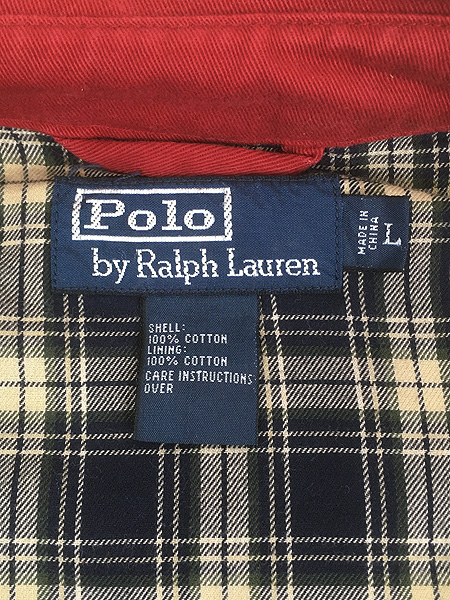 Polo
by Ralph Lauren
MADE IN
CHINA
L
SHELL:
100% COTTON
LINING:
100% COTTON
CARE INSTRUCTIONS
OVER